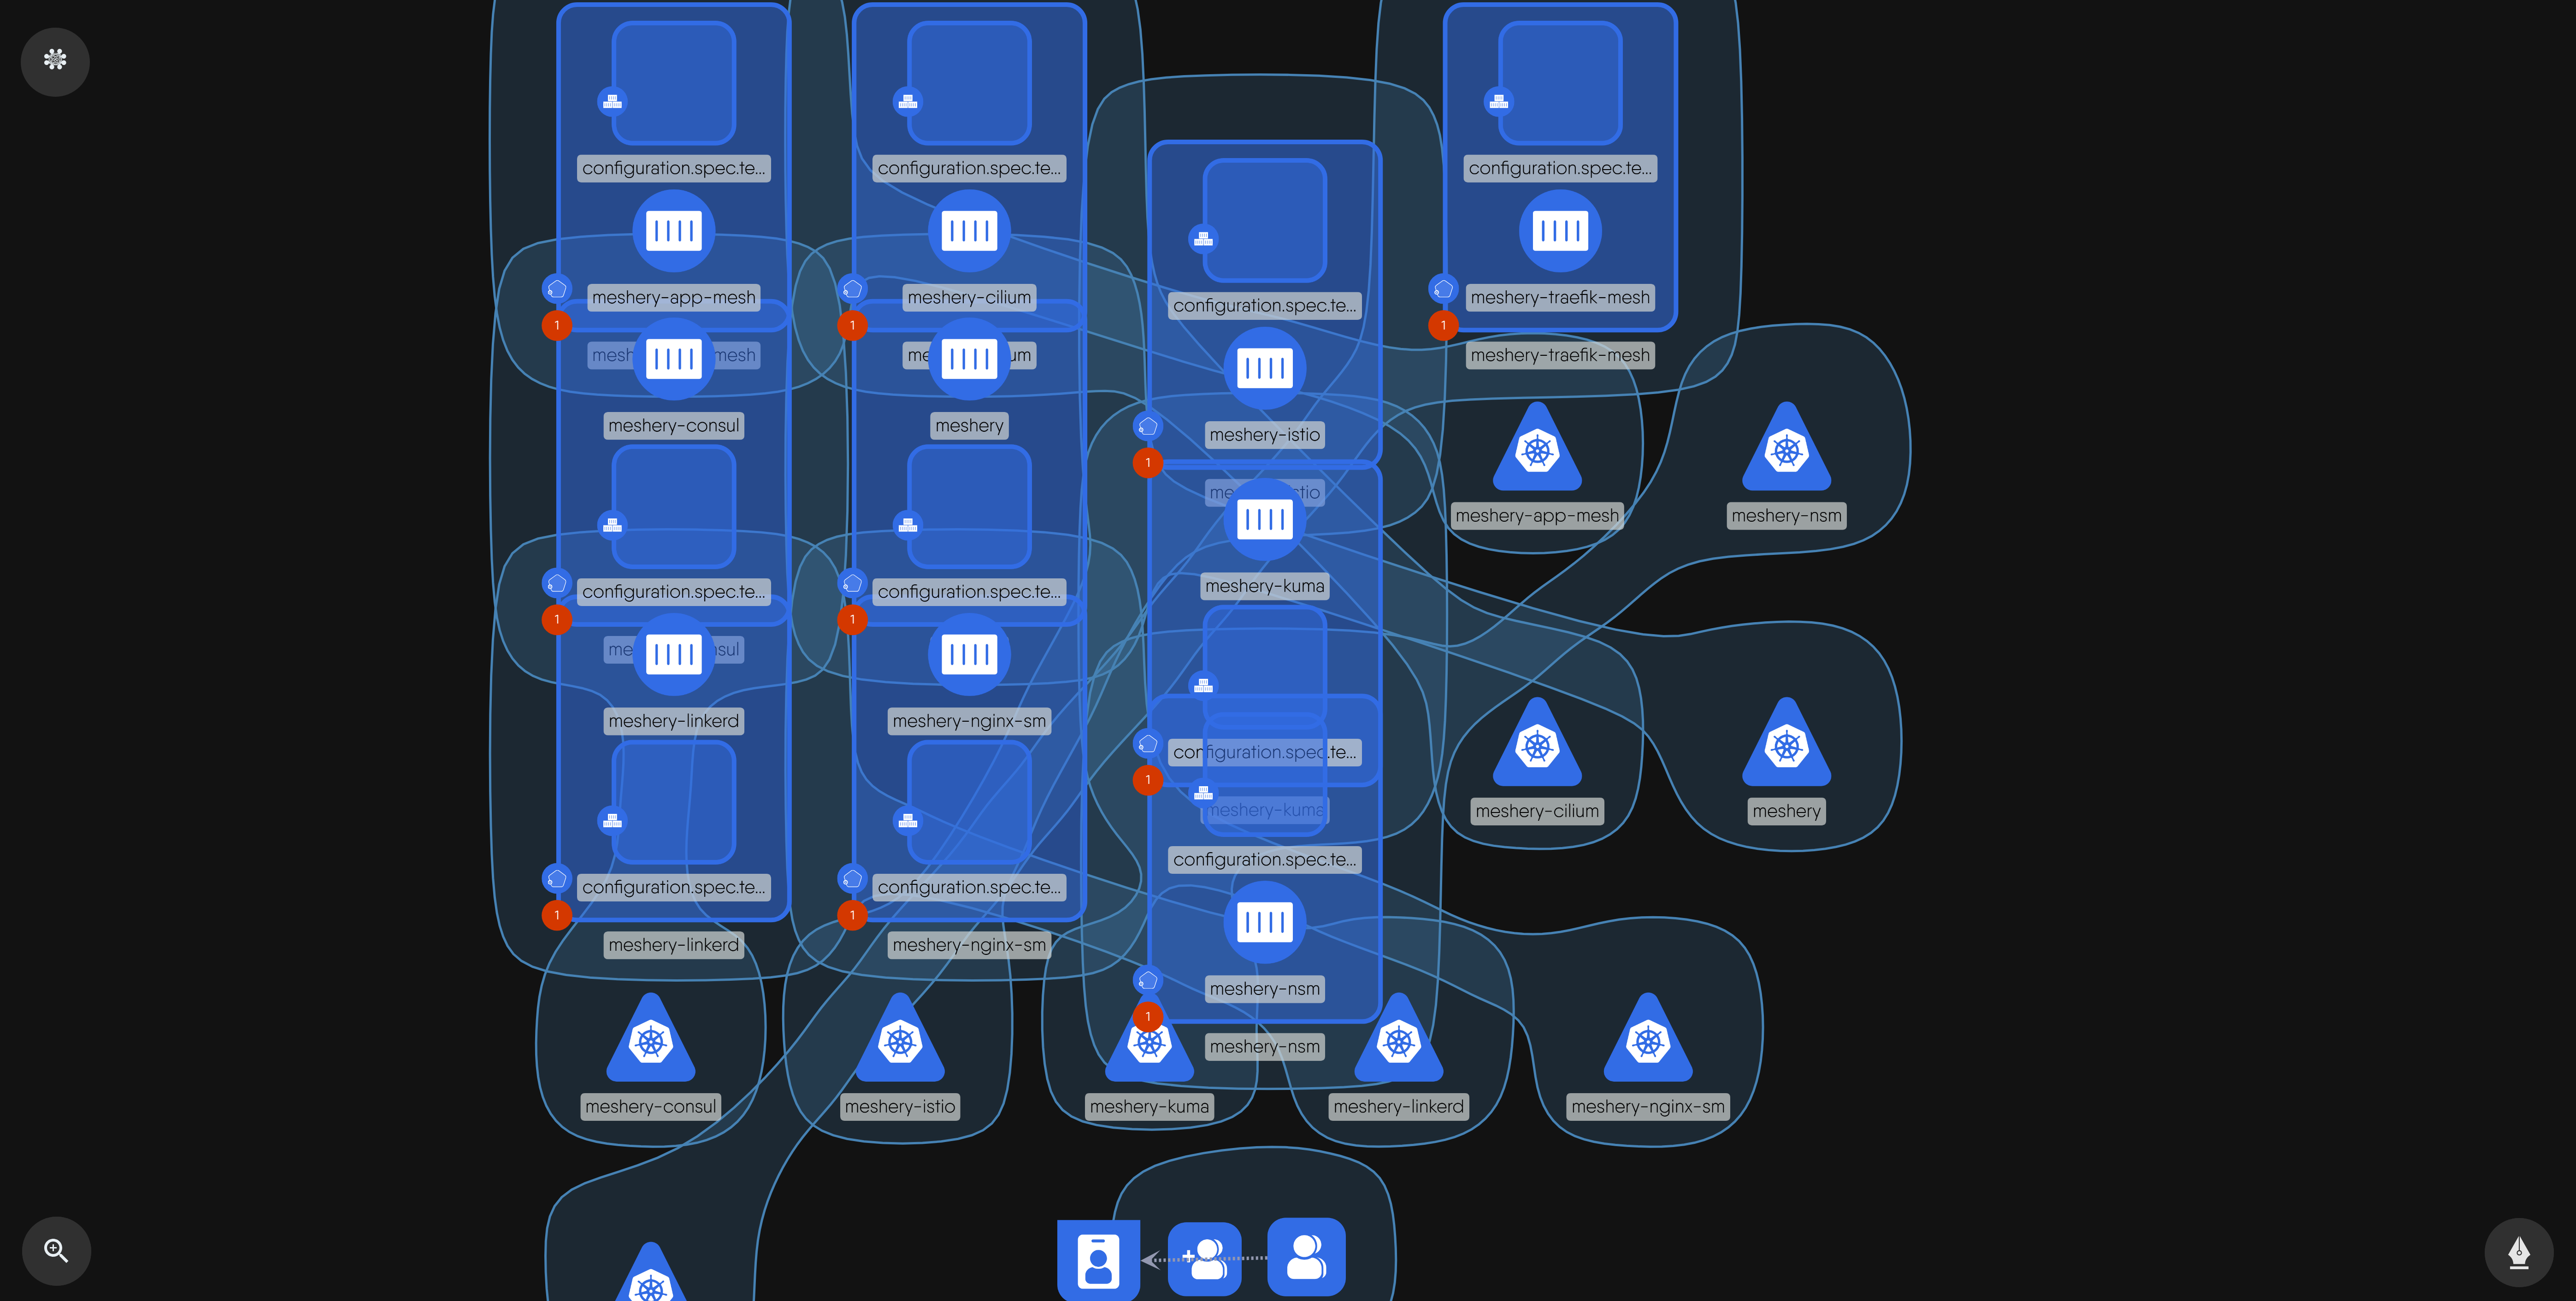 configuration.spec.te...
configuration.spec.te...
configuration.spec.te...
meshery-app-mesh
meshery-cilium
configuration.spec.te...
meshery-traefik-mesh
1
1
1
mesh
mesh
me
um
meshery-traefik-mesh
meshery-consul
meshery
meshery-istio
1
me
stio
meshery-app-mesh
meshery-nsm
configuration.spec.te...
configuration.spec.te...
meshery-kuma
1
1
me
sul
meshery-linkerd
meshery-nginx-sm
configuration.spec.te...
1
meshery-kuma
meshery-cilium
meshery
configuration.spec.te...
configuration.spec.te...
configuration.spec.te...
1
1
meshery-linkerd
meshery-nginx-sm
meshery-nsm
1
meshery-nsm
meshery-consul
meshery-istio
meshery-kuma
meshery-linkerd
meshery-nginx-sm